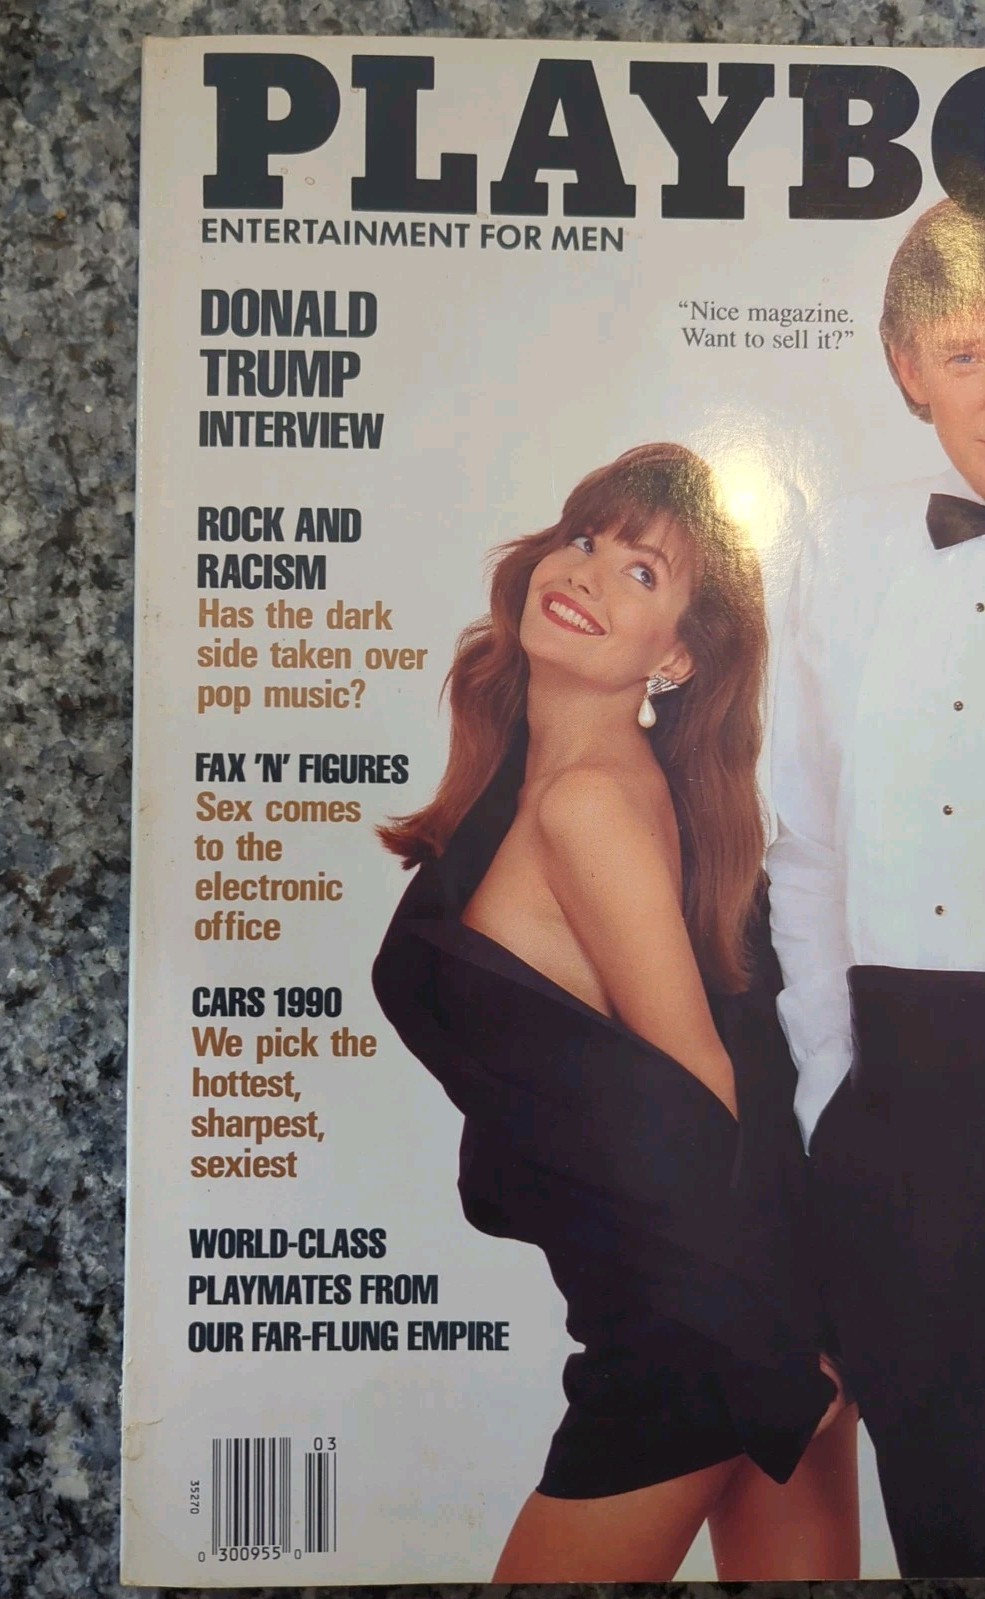 PLAYBO
ENTERTAINMENT FOR MEN
DONALD
TRUMP
INTERVIEW
"Nice magazine.
Want to sell it?"
ROCK AND
RACISM
Has the dark
side taken over
pop music?
FAX 'N' FIGURES
Sex comes
to the
electronic
office
CARS 1990
We pick the
hottest,
sharpest,
sexiest
WORLD-CLASS
PLAYMATES FROM
OUR FAR-FLUNG EMPIRE
03
35270
0 300955 0